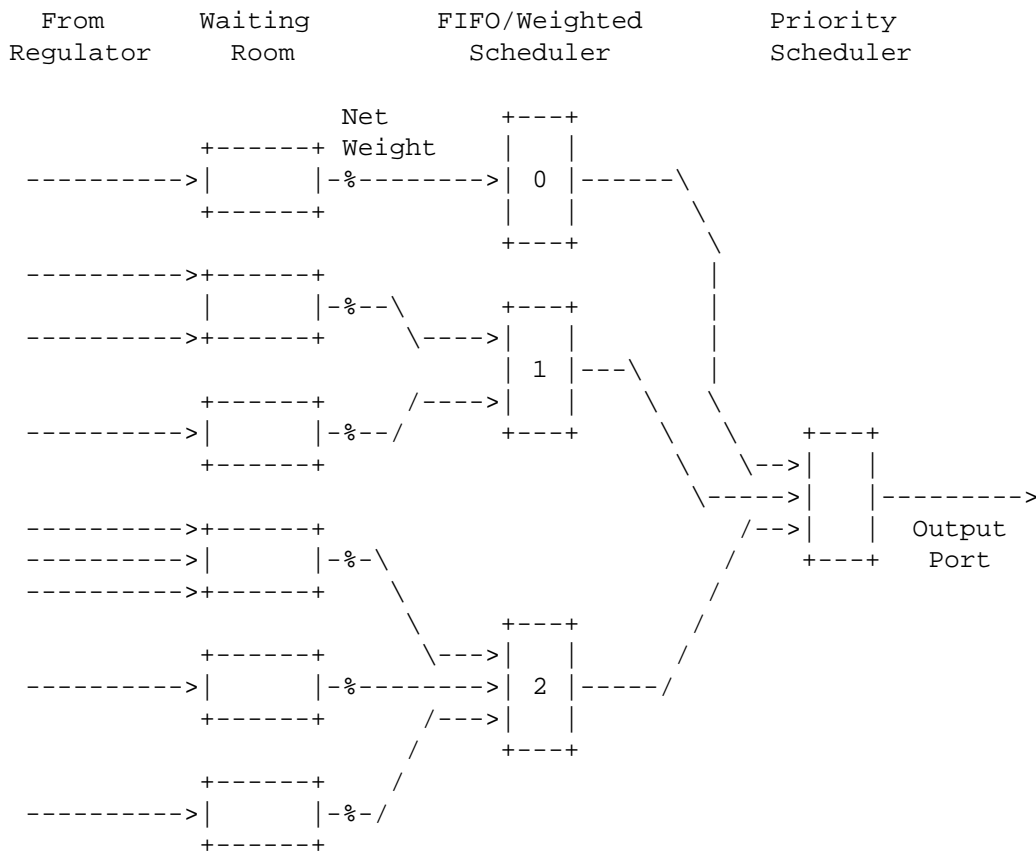 From Waiting FIFO/Weighted Priority
Regulator Room Scheduler Scheduler
Net
Weight
%
0
%
1
%
%
2
%
%
Output
Port